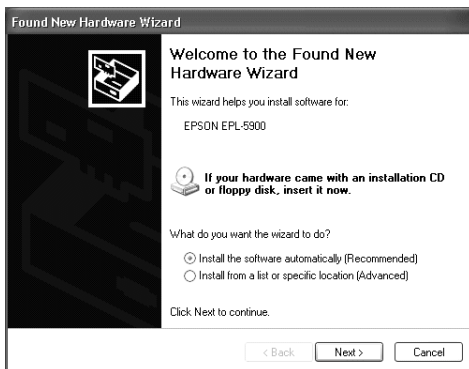 Found New Hardware Wizard
Welcome to the Found New
Hardware Wizard
This wizard helps you install software for:
EPSON EPL-5900
If your hardware came with an installation CD
or floppy disk, insert it now.
What do you want the wizard to do?
Install the software automatically (Recommended)
Install from a list or specific location (Advanced)
Click Next to continue.
< Back Next > Cancel